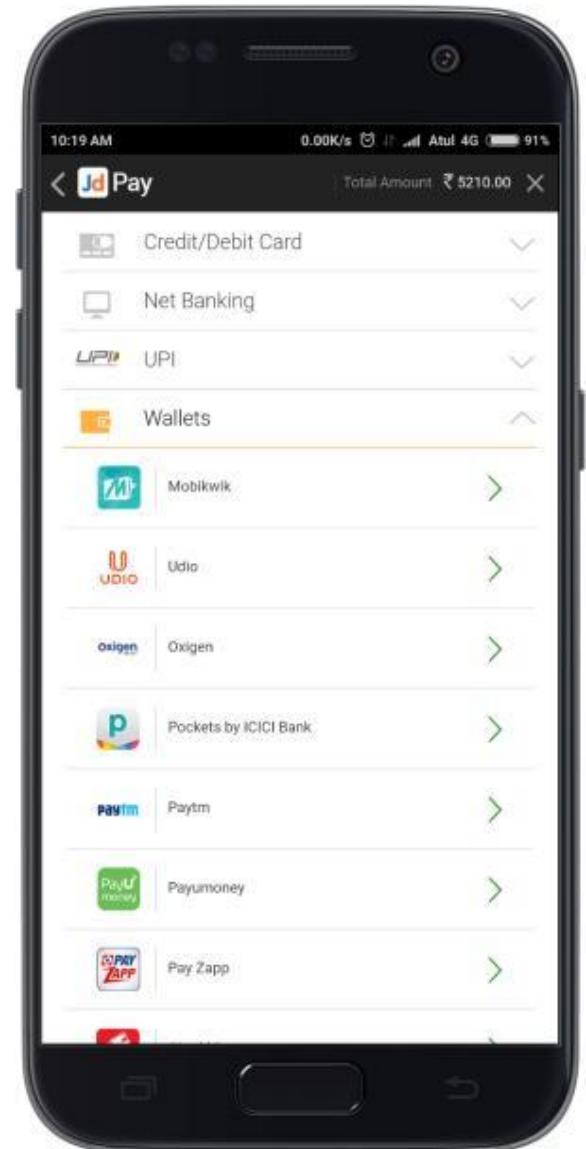 10:19 AM 0.00K/s Atul 4G 91%
Jd Pay Total Amount ₹ 5210.00
Credit/Debit Card
Net Banking
UPI UPI
Wallets
Mobikwik
U
UDIO Udio
oxigen Oxigen
p Pockets by ICICI Bank
Paytm Paytm
PayU
money Payumoney
PAY
ZAPP Pay Zapp